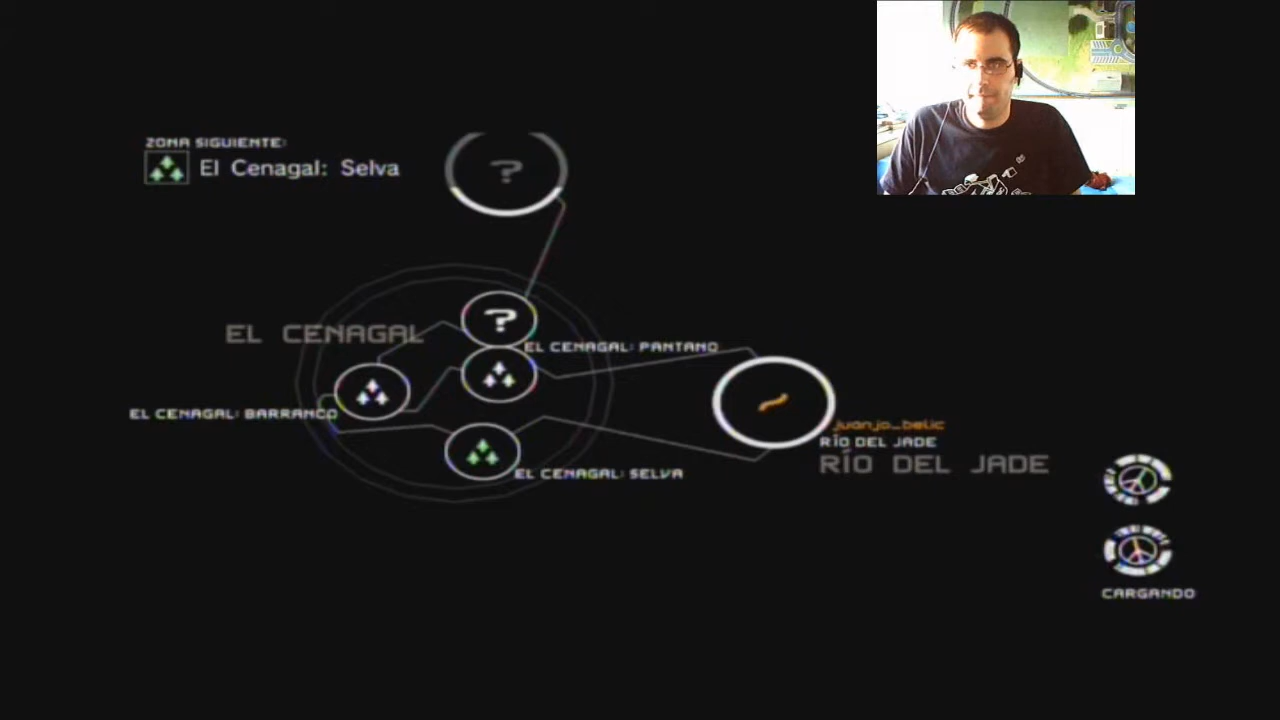 ZONA SIGUIENTE:
El Cenagal: Selva
?
?
EL CENAGAL
EL CENAGAL: PANTANO
EL CENAGAL: BARRANCO
EL CENAGAL: SELVA
juanjo_belic
RÍO DEL JADE
RÍO DEL JADE
CARGANDO